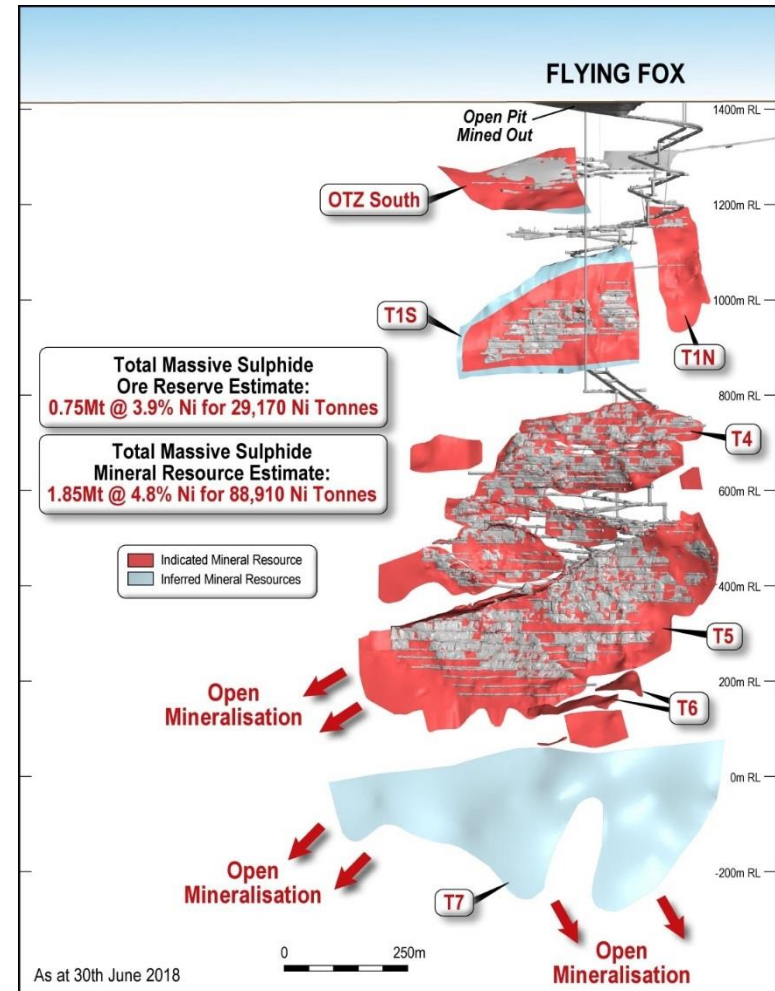 FLYING FOX
Open Pit
Mined Out
1400m RL
OTZ South
1200m RL
1000m RL
T1S
T1N
Total Massive Sulphide
Ore Reserve Estimate:
0.75Mt @ 3.9% Ni for 29,170 Ni Tonnes
800m RL
T4
Total Massive Sulphide
Mineral Resource Estimate:
1.85Mt @ 4.8% Ni for 88,910 Ni Tonnes
600m RL
Indicated Mineral Resource
Inferred Mineral Resources
400m RL
T5
Open
Mineralisation
200m RL
T6
0m RL
Open
Mineralisation
-200m RL
T7
Open
Mineralisation
0
250m
As at 30th June 2018